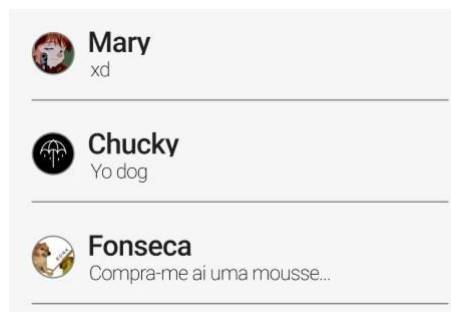 Mary
xd
Chucky
Yo dog
Fonseca
Compra-me ai uma mousse...